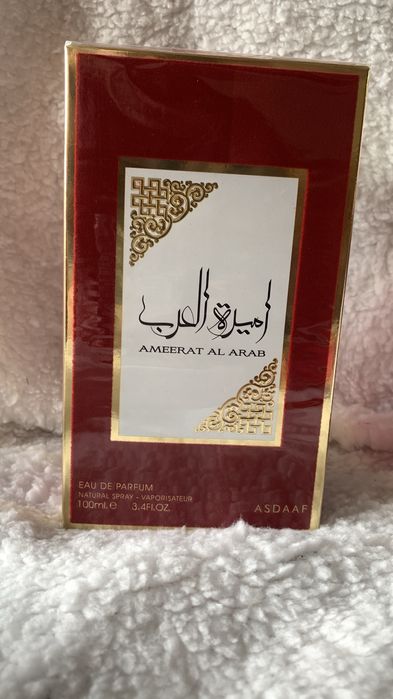 اميرة العرب
AMEERAT AL ARAB
EAU DE PARFUM
NATURAL SPRAY - VAPORISATEUR
100ml.e 3.4FL.OZ.
ASDAAF